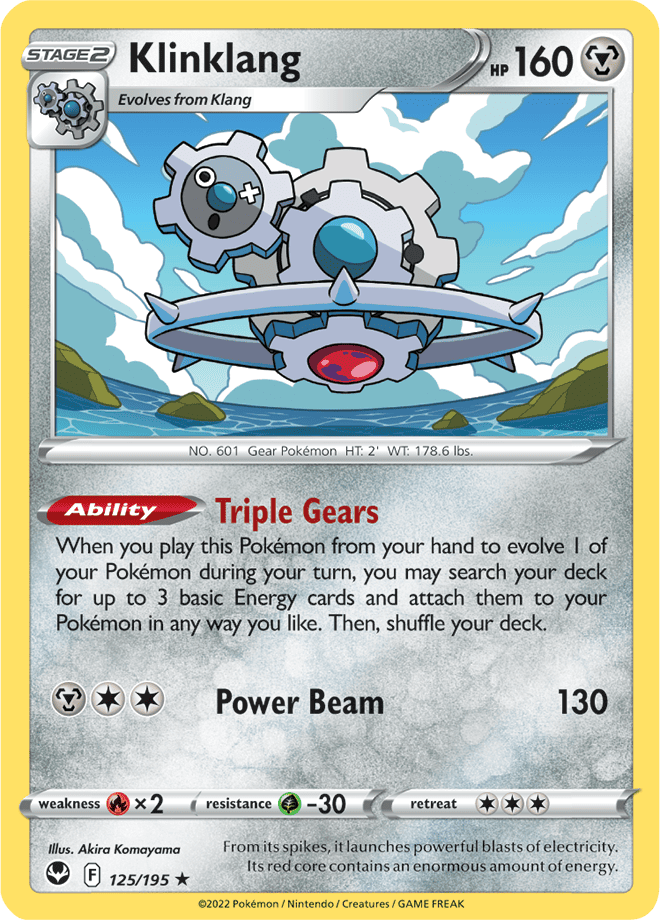 STAGE2
Klinklang
HP 160
Evolves from Klang
NO. 601 Gear Pokémon HT: 2' WT: 178.6 lbs.
Ability Triple Gears
When you play this Pokémon from your hand to evolve 1 of
your Pokémon during your turn, you may search your deck
for up to 3 basic Energy cards and attach them to your
Pokémon in any way you like. Then, shuffle your deck.
Power Beam 130
weakness ×2 resistance -30 retreat
Illus. Akira Komayama
From its spikes, it launches powerful blasts of electricity.
Its red core contains an enormous amount of energy.
F 125/195 ★
©2022 Pokémon / Nintendo / Creatures / GAME FREAK